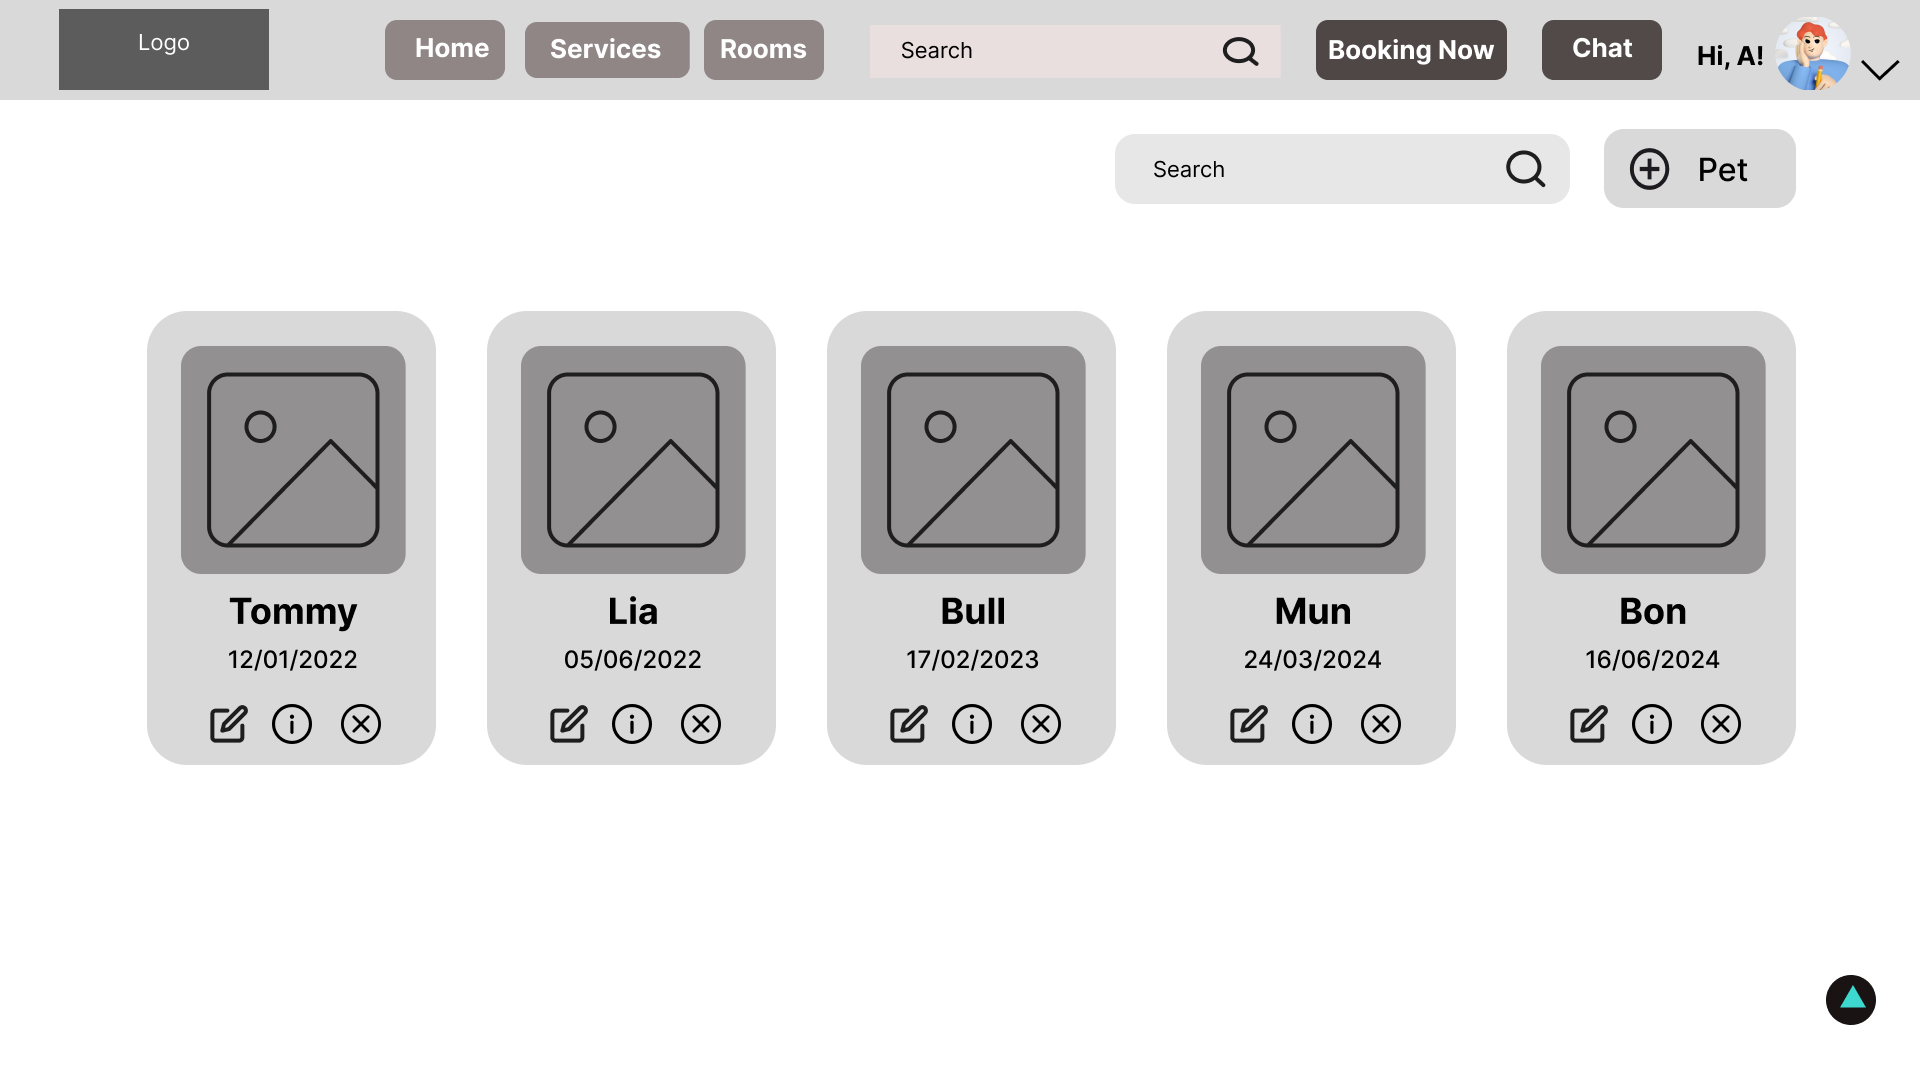 Logo
Home
Services
Rooms
Search
Booking Now
Chat
Hi, A!
Search
Pet
Tommy
12/01/2022
Lia
05/06/2022
Bull
17/02/2023
Mun
24/03/2024
Bon
16/06/2024